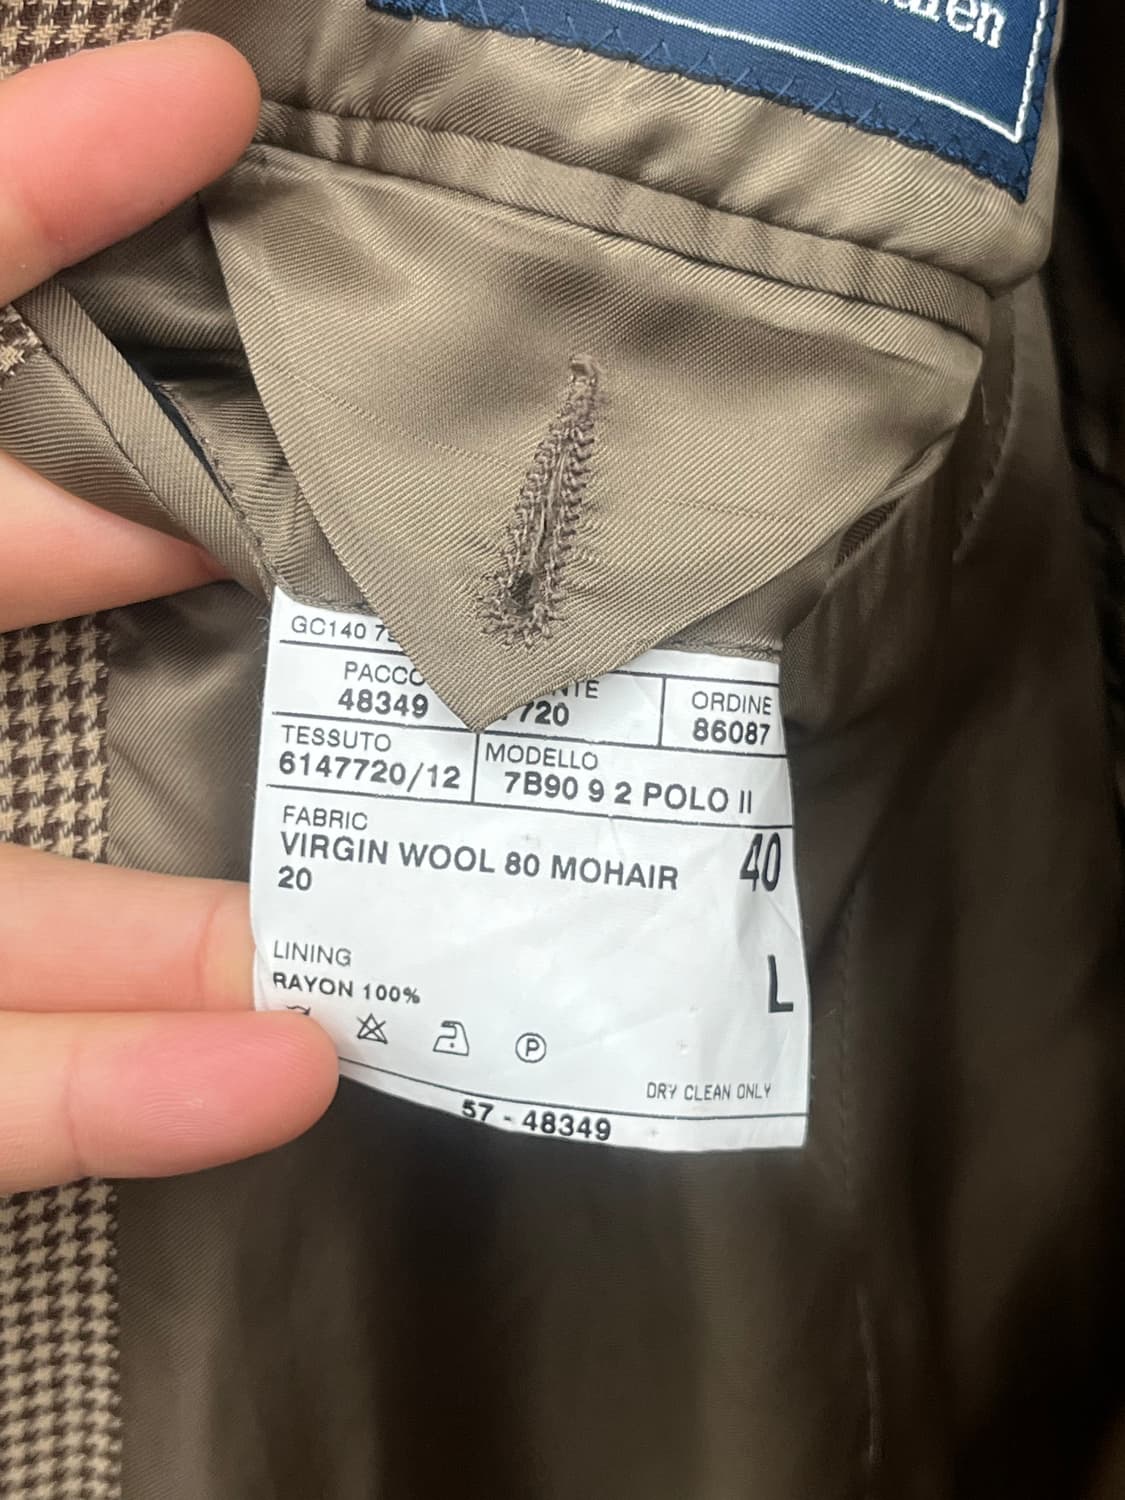 GC140
PACCO
48349
720
ORDINE
86087
TESSUTO
6147720/12
MODELLO
7B90 9 2 POLO II
FABRIC
VIRGIN WOOL 80 MOHAIR
20
40
LINING
RAYON 100%
L
P
DRY CLEAN ONLY
57 - 48349